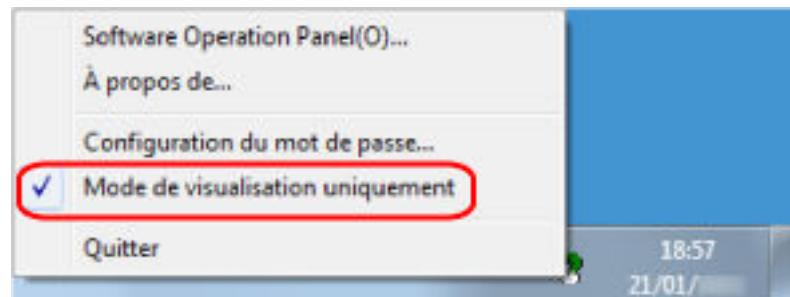 Software Operation Panel(O)...
À propos de...
Configuration du mot de passe...
Mode de visualisation uniquement
Quitter
18:57
21/01/